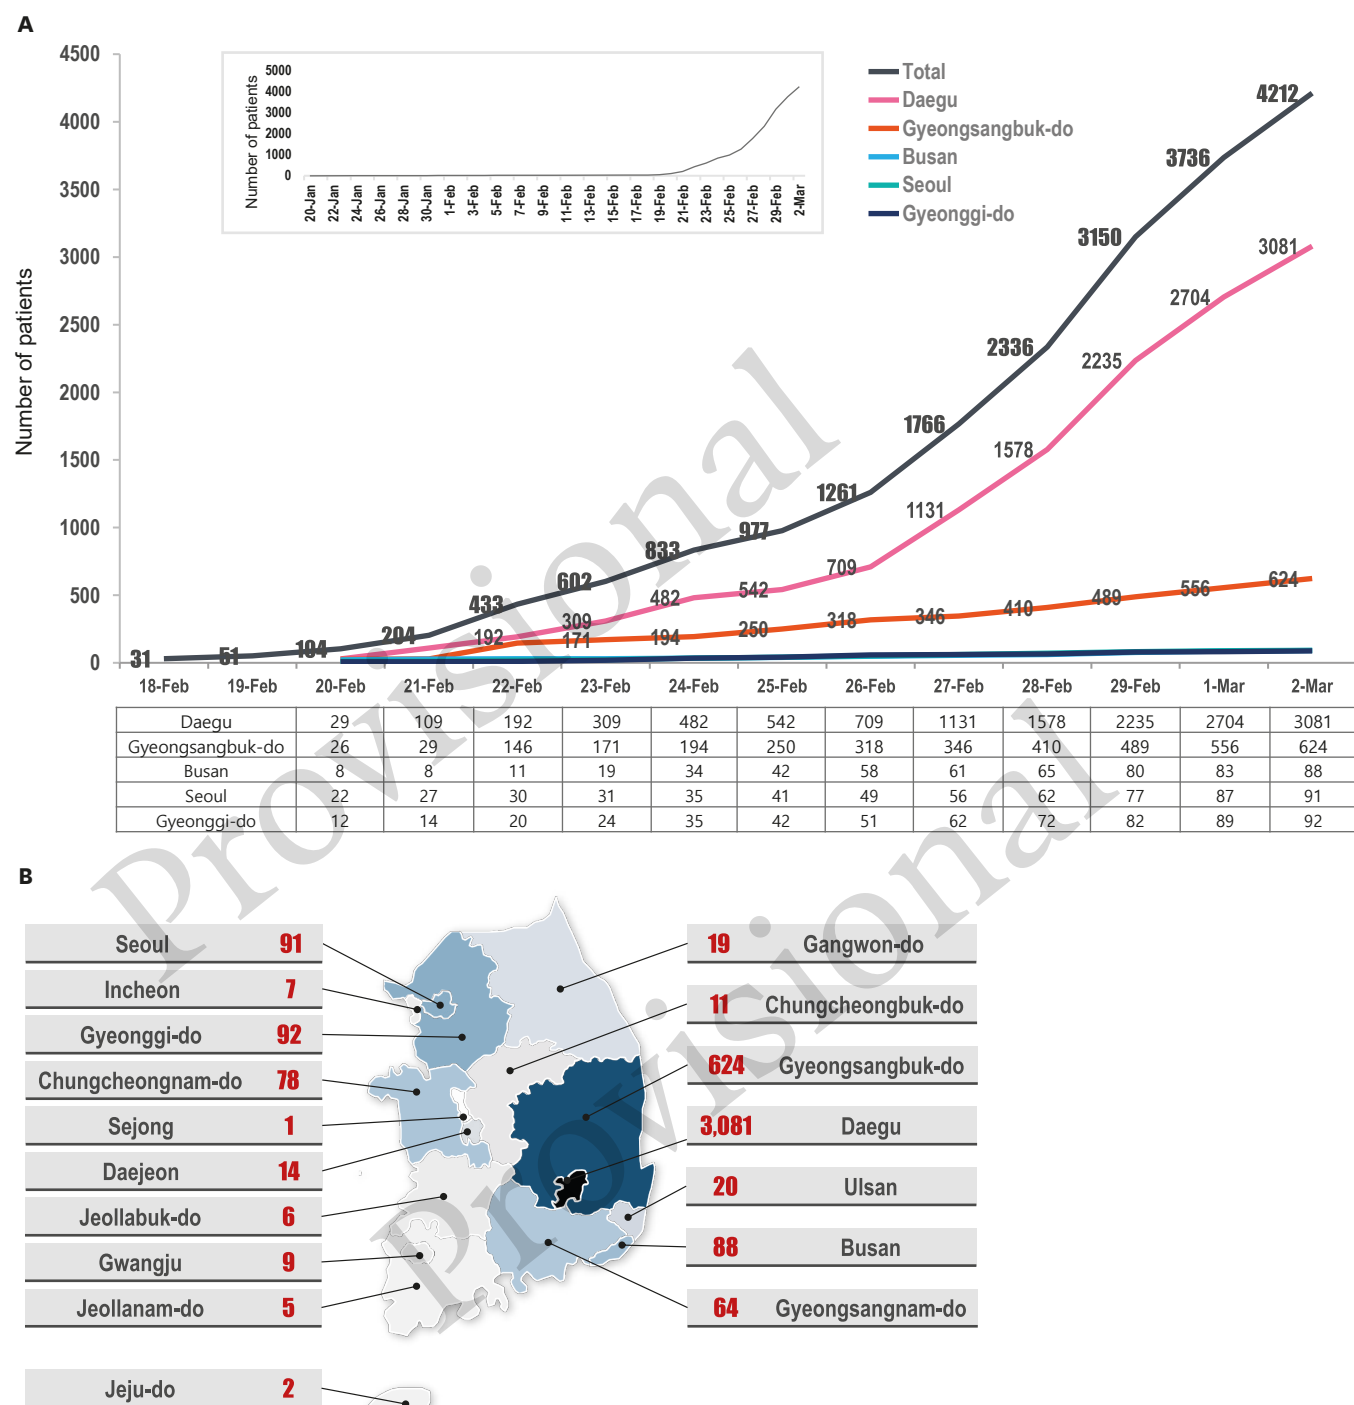 A
4500
4000
3500
3000
2500
2000
1500
1000
500
0
Number of patients
5000
4000
3000
2000
1000
0
Number of patients
20-Jan 22-Jan 24-Jan 26-Jan 28-Jan 30-Jan 1-Feb 3-Feb 5-Feb 7-Feb 9-Feb 11-Feb 13-Feb 15-Feb 17-Feb 19-Feb 21-Feb 23-Feb 25-Feb 27-Feb 29-Feb 2-Mar
Total
Daegu
Gyeongsangbuk-do
Busan
Seoul
Gyeonggi-do
31 51 104 204 433 602 833 977 1261 1766 2336 3150 3736 4212
192 309 482 542 709 1131 1578 2235 2704 3081
171 194 250 318 346 410 489 556 624
18-Feb 19-Feb 20-Feb 21-Feb 22-Feb 23-Feb 24-Feb 25-Feb 26-Feb 27-Feb 28-Feb 29-Feb 1-Mar 2-Mar
Daegu 29 109 192 309 482 542 709 1131 1578 2235 2704 3081
Gyeongsangbuk-do 26 29 146 171 194 250 318 346 410 489 556 624
Busan 8 8 11 19 34 42 58 61 65 80 83 88
Seoul 22 27 30 31 35 41 49 56 62 77 87 91
Gyeonggi-do 12 14 20 24 35 42 51 62 72 82 89 92
Provisional
B
Seoul 91
Incheon 7
Gyeonggi-do 92
Chungcheongnam-do 78
Sejong 1
Daejeon 14
Jeollabuk-do 6
Gwangju 9
Jeollanam-do 5
Jeju-do 2
19 Gangwon-do
11 Chungcheongbuk-do
624 Gyeongsangbuk-do
3,081 Daegu
20 Ulsan
88 Busan
64 Gyeongsangnam-do
Provisional